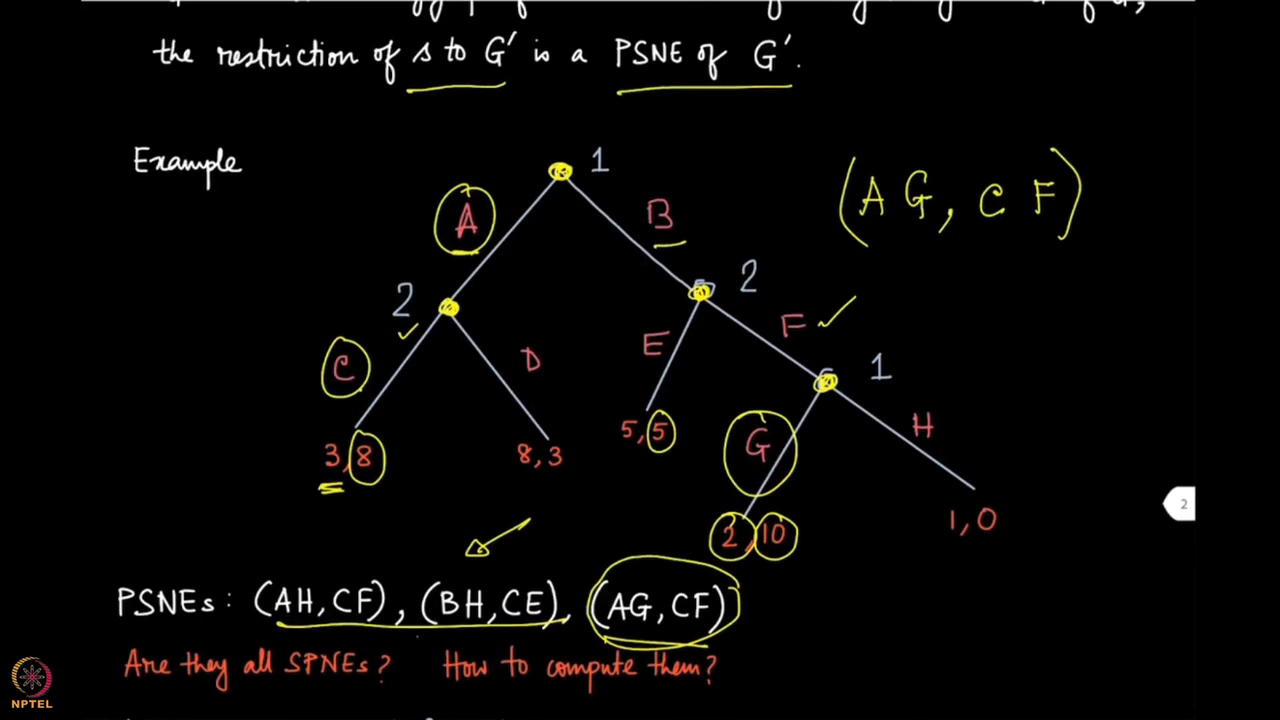 the restriction of s to G' is a PSNE of G'.
Example
1
(AG, CF)
A
B
2
2
C
D
E
F
1
3,8
8,3
5,5
G
H
2,10
1,0
2
PSNEs: (AH,CF), (BH,CE), (AG,CF)
Are they all SPNEs? How to compute them?
NPTEL